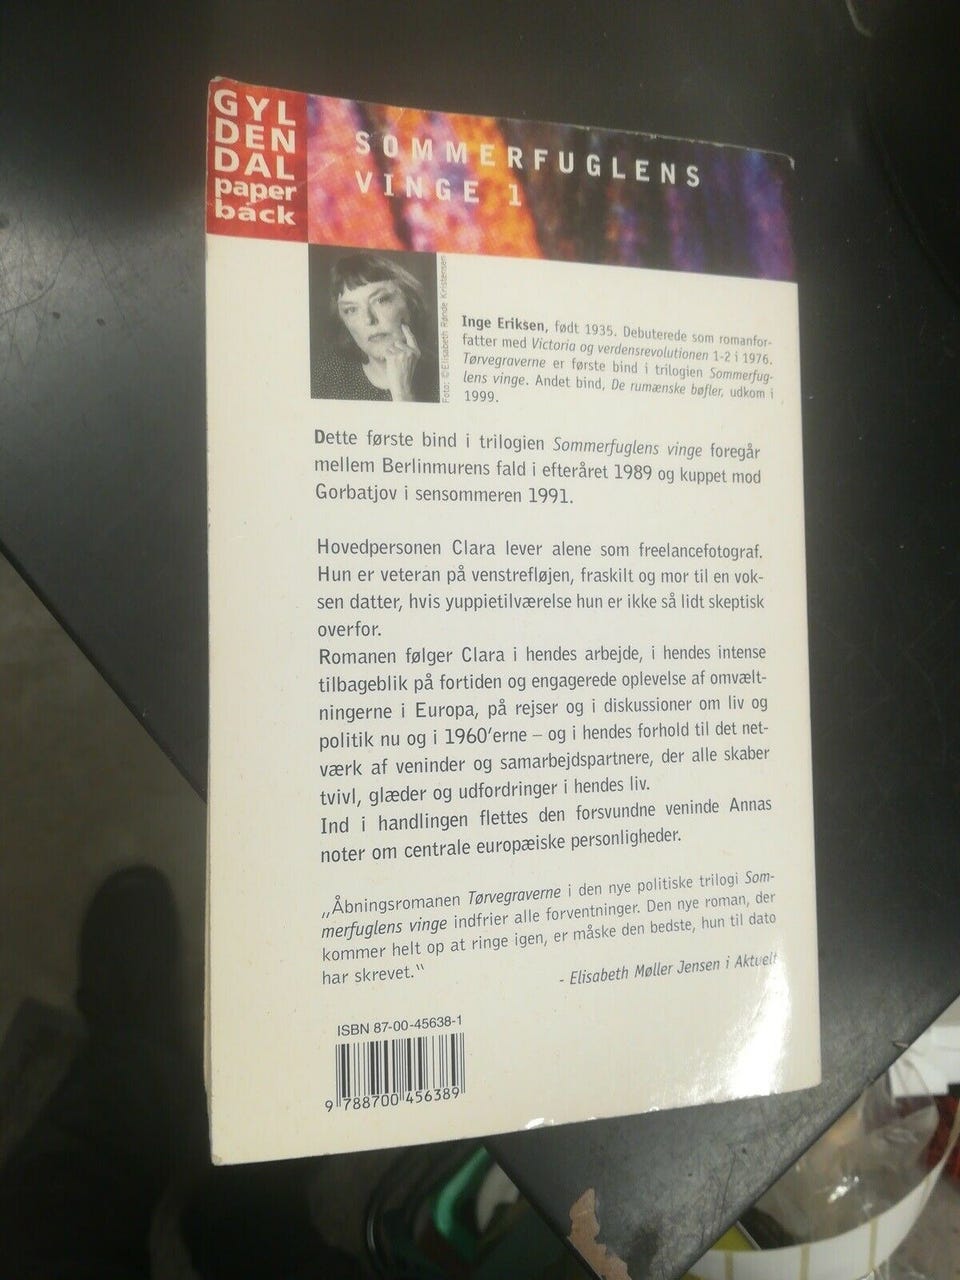 GYL
DEN
DAL
paper
back
SOMMERFUGLENS
VINGE 1
Foto: ©Elisabeth Rønde Kristensen
Inge Eriksen, født 1935. Debuterede som romanfor-
fatter med Victoria og verdensrevolutionen 1-2 i 1976.
Tørvegraverne er første bind i trilogien Sommerfug-
lens vinge. Andet bind, De rumænske bøfler, udkom i
1999.
Dette første bind i trilogien Sommerfuglens vinge foregår
mellem Berlinmurens fald i efteråret 1989 og kuppet mod
Gorbatjov i sensommeren 1991.
Hovedpersonen Clara lever alene som freelancefotograf.
Hun er veteran på venstrefløjen, fraskilt og mor til en vok-
sen datter, hvis yuppietilværelse hun er ikke så lidt skeptisk
overfor.
Romanen følger Clara i hendes arbejde, i hendes intense
tilbageblik på fortiden og engagerede oplevelse af omvælt-
ningerne i Europa, på rejser og i diskussioner om liv og
politik nu og i 1960'erne – og i hendes forhold til det net-
værk af veninder og samarbejdspartnere, der alle skaber
tvivl, glæder og udfordringer i hendes liv.
Ind i handlingen flettes den forsvundne veninde Annas
noter om centrale europæiske personligheder.
„Åbningsromanen Tørvegraverne i den nye politiske trilogi Som-
merfuglens vinge indfrier alle forventninger. Den nye roman, der
kommer helt op at ringe igen, er måske den bedste, hun til dato
har skrevet.“
- Elisabeth Møller Jensen i Aktuelt
ISBN 87-00-45638-1
9 788700 456389